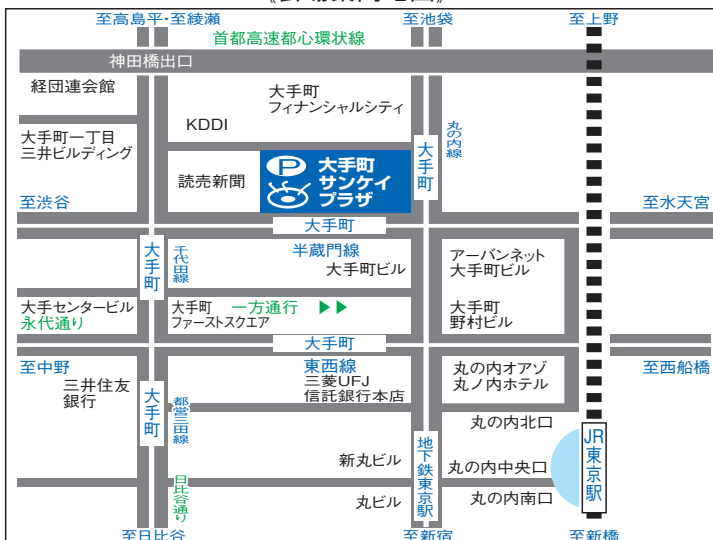 至高島平・至綾瀬
至池袋
至上野
首都高速都心環状線
神田橋出口
経団連会館
大手町
フィナンシャルシティ
KDDI
大手町一丁目
三井ビルディング
丸の内線
大手町
読売新聞
P 大手町
サンケイ
プラザ
至渋谷
至水天宮
大手町
大手町
千代田線
半蔵門線
大手町ビル
アーバンネット
大手町ビル
大手センタービル
永代通り
大手町
ファーストスクエア
一方通行
大手町
野村ビル
大手町
至中野
至西船橋
東西線
三菱UFJ
信託銀行本店
丸の内オアゾ
丸ノ内ホテル
三井住友
銀行
大手町
都営三田線
丸の内北口
JR東京駅
地下鉄東京駅
新丸ビル
丸の内中央口
日比谷通り
丸ビル
丸の内南口
至日比谷
至新宿
至新橋